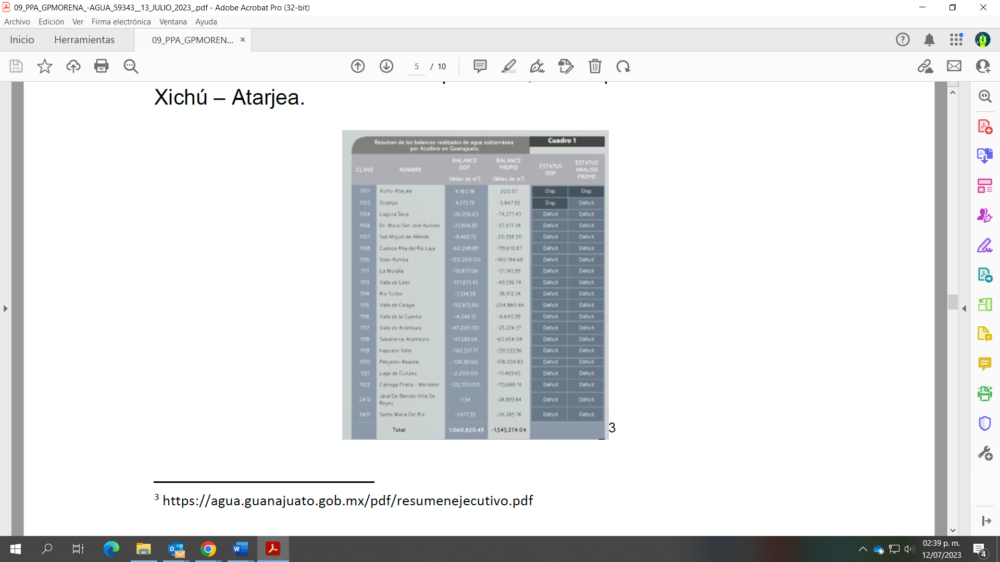 09_PPA_GPMORENA_-AGUA_59343__13_JULIO_2023_.pdf - Adobe Acrobat Pro (32-bit)
Archivo Edición Ver Firma electrónica Ventana Ayuda
Inicio Herramientas 09_PPA_GPMOREN...
5 / 10
Xichú – Atarjea.
Resumen de los balances realizados de agua subterránea
por Acuífero en Guanajuato.
Cuadro 1
CLAVE NOMBRE BALANCE DOF (Miles de m³) BALANCE PROPIO (Miles de m³) ESTATUS DOF ESTATUS ANALISIS PROPIO
1101 Xichú-Atarjea 4,160.18 200.01 Disp. Disp.
1103 Ocampo 4,575.79 -5,867.93 Disp. Déficit
1104 Laguna Seca -26,056.63 -74,277.43 Déficit Déficit
1106 Dr. Mora-San José Iturbide -21,906.92 -57,617.28 Déficit Déficit
1107 San Miguel de Allende -8,469.73 -20,938.50 Déficit Déficit
1108 Cuenca Alta del Río Laja -60,248.89 -119,610.87 Déficit Déficit
1110 Silao-Romita -120,200.00 -140,184.68 Déficit Déficit
1111 La Muralla -10,877.06 -51,145.99 Déficit Déficit
1113 Valle de León -177,673.45 -49,596.74 Déficit Déficit
1114 Río Turbio -3,334.58 -38,912.34 Déficit Déficit
1115 Valle de Celaya -132,875.80 -204,880.66 Déficit Déficit
1116 Valle de la Cuevita -4,246.13 -6,640.99 Déficit Déficit
1117 Valle de Acámbaro -47,200.00 -25,234.37 Déficit Déficit
1118 Salvatierra-Acámbaro -41,589.06 -60,654.08 Déficit Déficit
1119 Irapuato-Valle -162,537.71 -331,533.96 Déficit Déficit
1120 Pénjamo-Abasolo -126,361.65 -178,034.83 Déficit Déficit
1121 Lago de Cuitzeo -2,200.00 -11,469.65 Déficit Déficit
1122 Ciénega Prieta - Moroleón -122,100.00 -113,688.14 Déficit Déficit
2412 Jaral De Berrios-Villa De Reyes -1.54 -28,899.84 Déficit Déficit
2417 Santa Maria Del Río -1,677.33 -26,285.78 Déficit Déficit
Total 1,060,820.49 -1,545,274.04
3
3 https://agua.guanajuato.gob.mx/pdf/resumenejecutivo.pdf
02:39 p. m.
12/07/2023
4